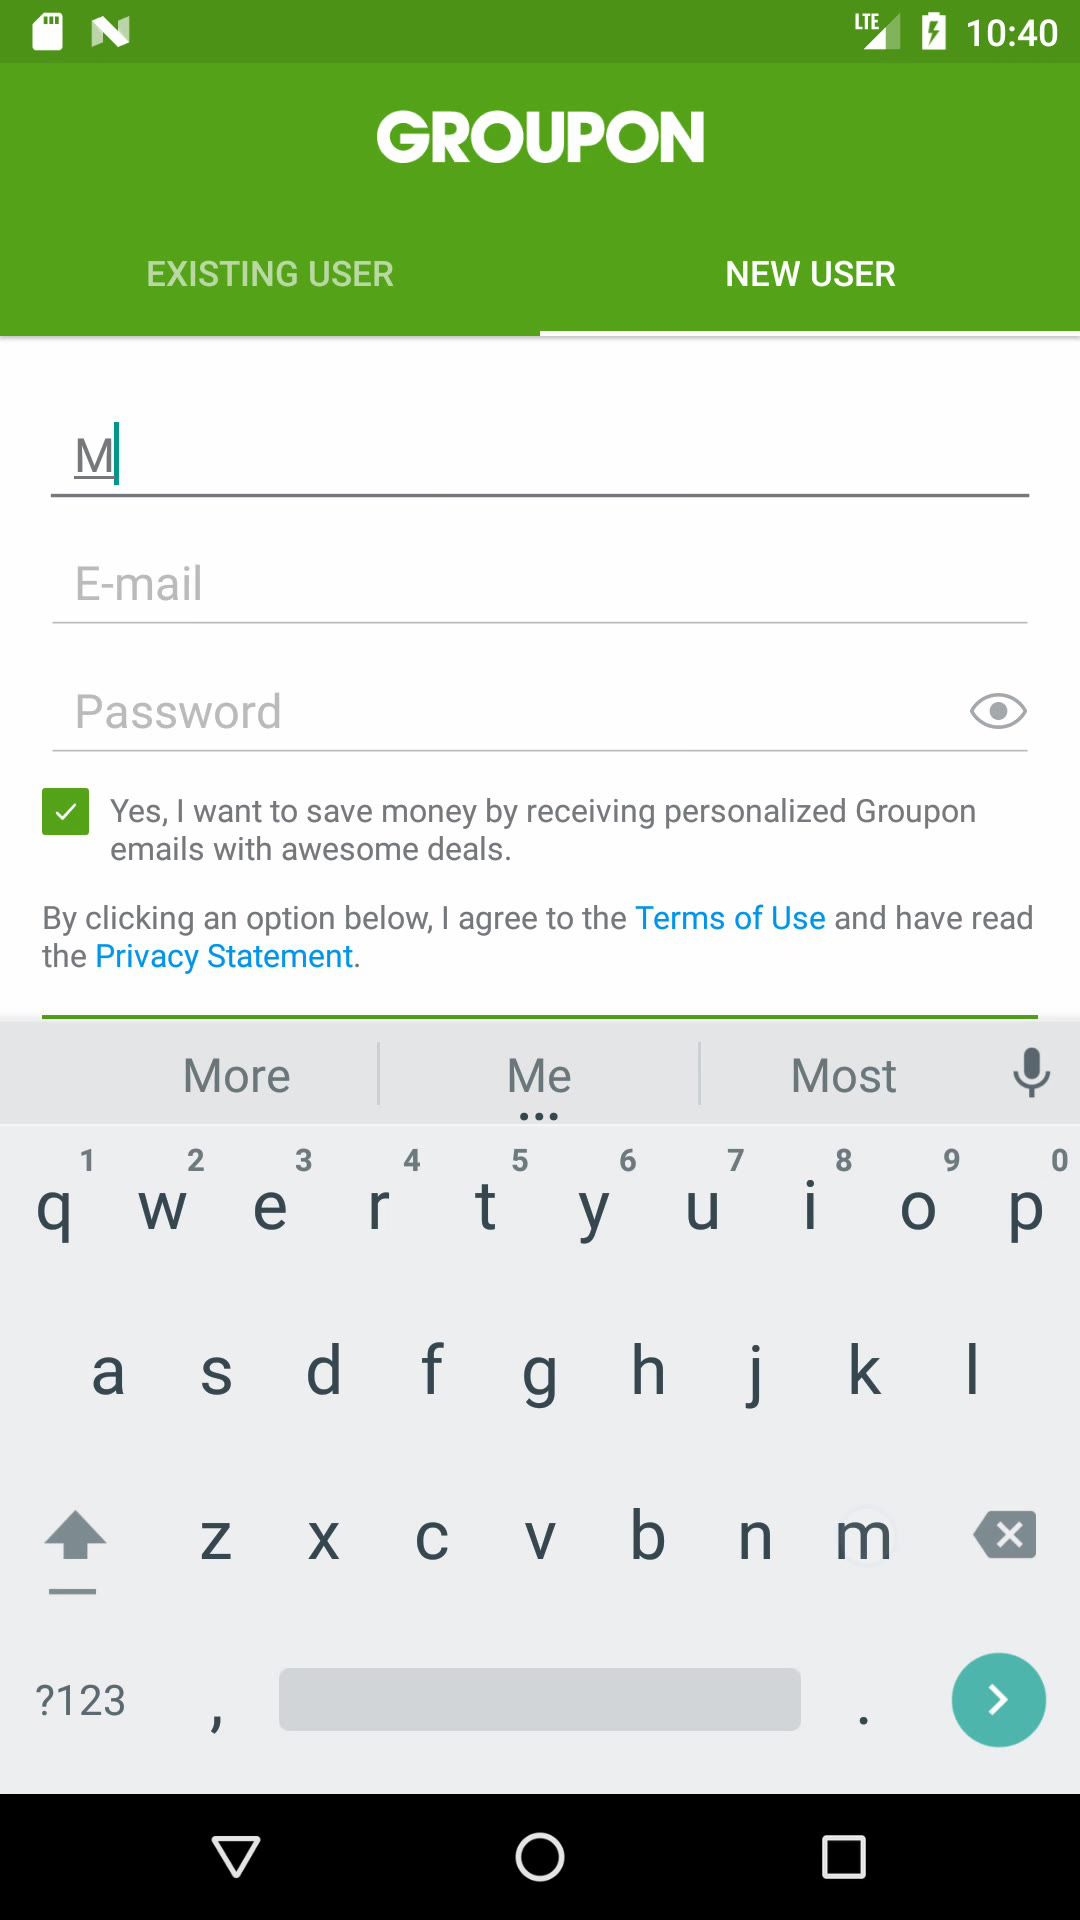 LTE 10:40
GROUPON
EXISTING USER NEW USER
M
E-mail
Password
Yes, I want to save money by receiving personalized Groupon
emails with awesome deals.
By clicking an option below, I agree to the Terms of Use and have read
the Privacy Statement.
More Me Most
1 2 3 4 5 6 7 8 9 0
q w e r t y u i o p
a s d f g h j k l
z x c v b n m
?123 , .